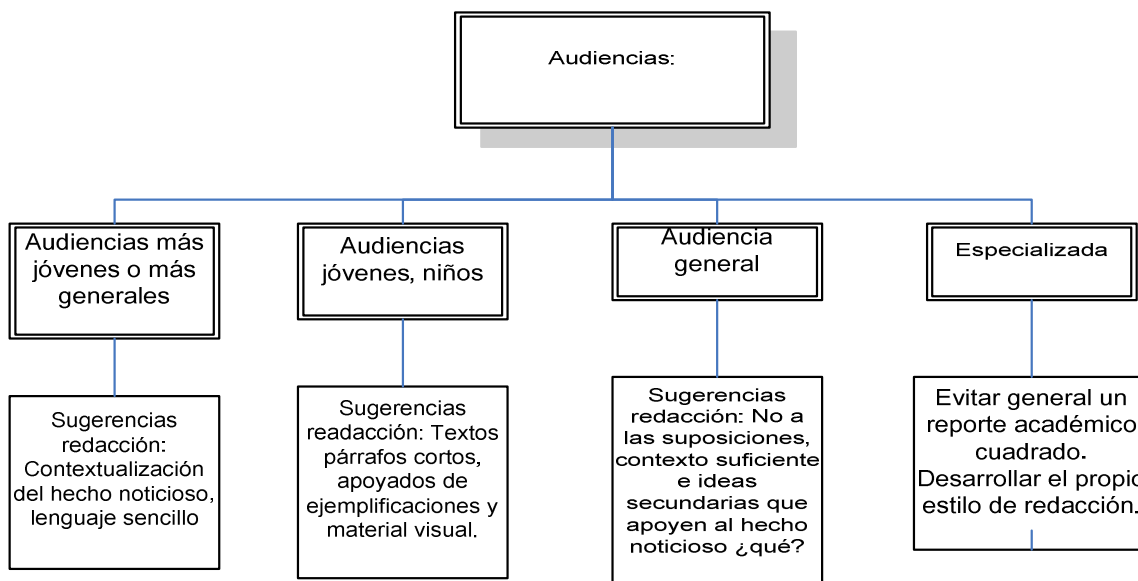 Audiencias:
Audiencias más
jóvenes o más
generales
Audiencias
jóvenes, niños
Audiencia
general
Especializada
Sugerencias
redacción:
Contextualización
del hecho noticioso,
lenguaje sencillo
Sugerencias
readacción: Textos
párrafos cortos,
apoyados de
ejemplificaciones y
material visual.
Sugerencias
redacción: No a
las suposiciones,
contexto suficiente
e ideas
secundarias que
apoyen al hecho
noticioso ¿qué?
Evitar general un
reporte académico
cuadrado.
Desarrollar el propio
estilo de redacción.